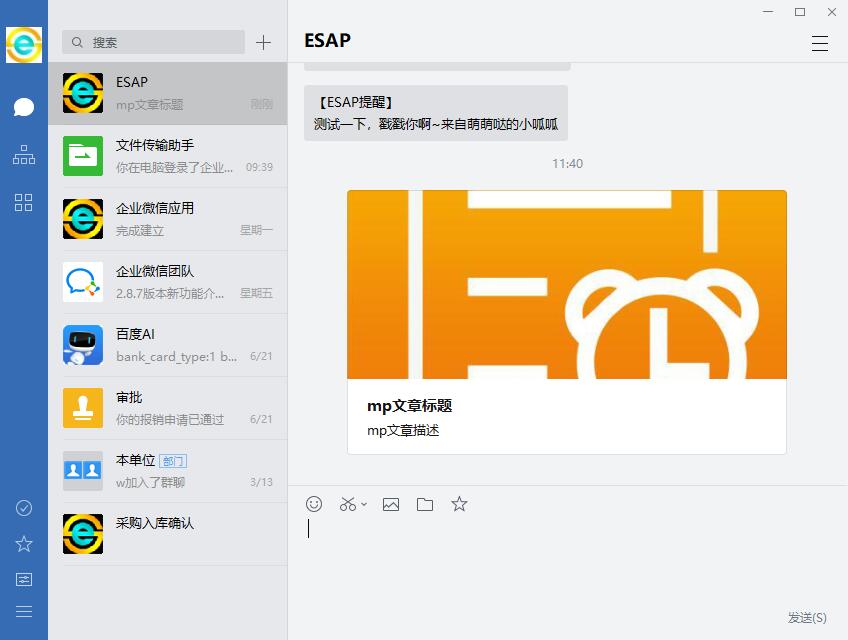 搜索
ESAP
mp文章标题
刚刚
文件传输助手
你在电脑登录了企业...
09:39
企业微信应用
完成建立
星期一
企业微信团队
2.8.7版本新功能介...
星期五
百度AI
bank_card_type:1 b...
6/21
审批
你的报销申请已通过
6/21
本单位 部门
w加入了群聊
3/13
采购入库确认
ESAP
【ESAP提醒】
测试一下，戳戳你啊~来自萌萌哒的小呱呱
11:40
mp文章标题
mp文章描述
发送(S)